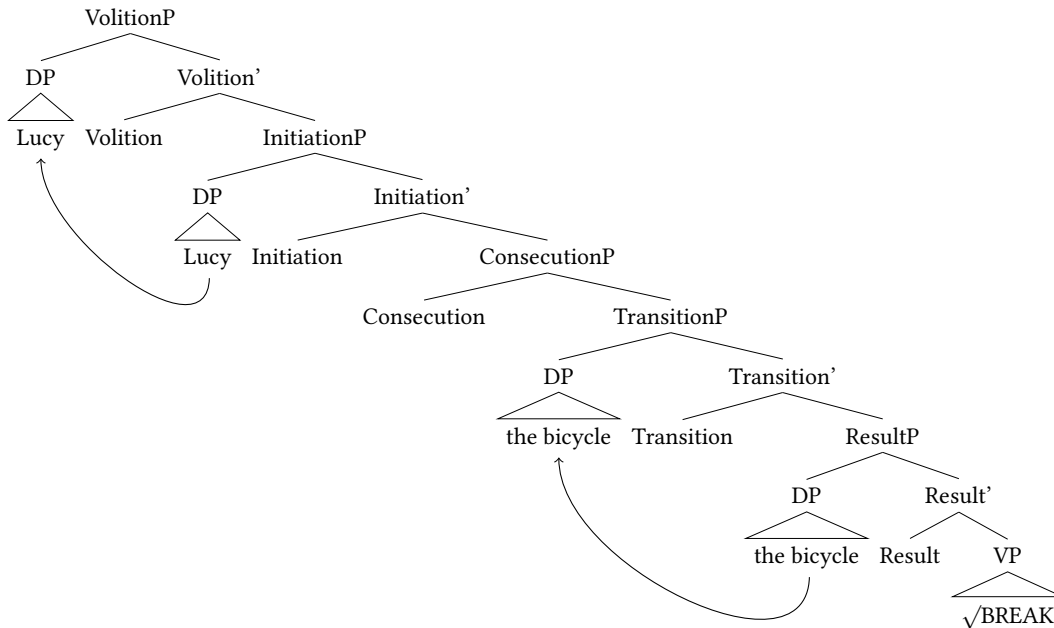 VolitionP
DP Volition’
Lucy Volition InitiationP
DP Initiation’
Lucy Initiation ConsecutionP
Consecution TransitionP
DP Transition’
the bicycle Transition ResultP
DP Result’
the bicycle Result VP
√BREAK